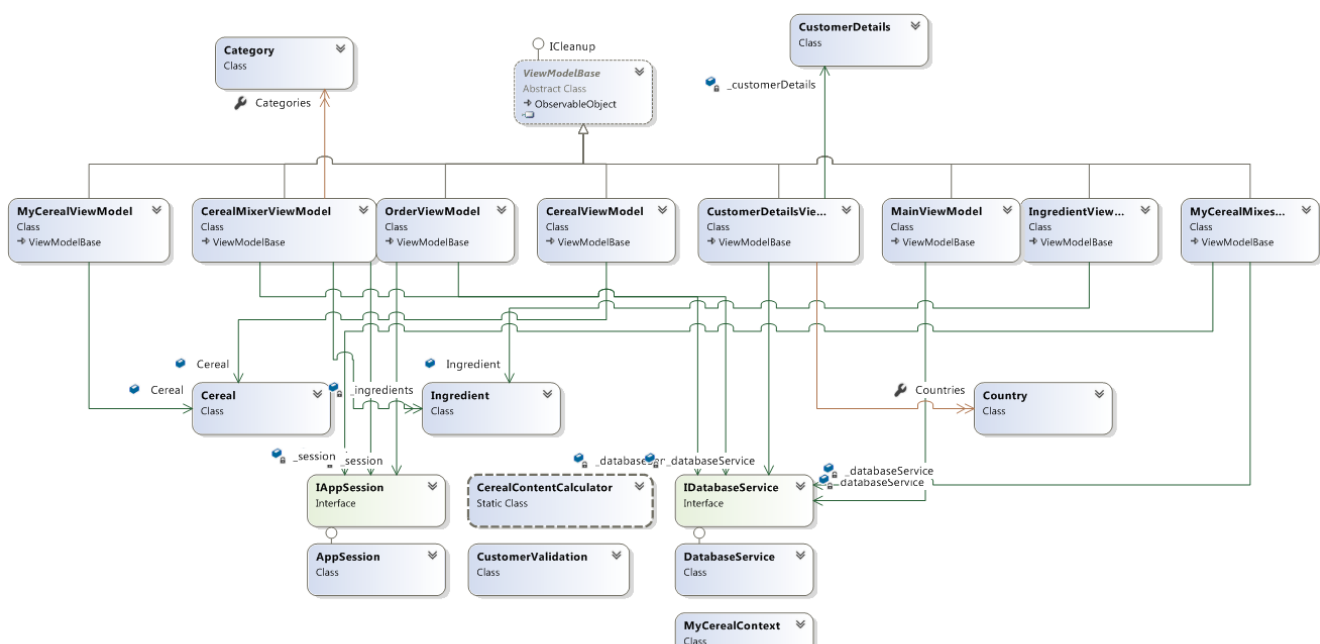 CustomerDetails
Class
Category
Class
ICleanup
ViewModelBase
Abstract Class
ObservableObject
_customerDetails
Categories
MyCerealViewModel
Class
ViewModelBase
CerealMixerViewModel
Class
ViewModelBase
OrderViewModel
Class
ViewModelBase
CerealViewModel
Class
ViewModelBase
CustomerDetailsVie...
Class
ViewModelBase
MainViewModel
Class
ViewModelBase
IngredientView...
Class
ViewModelBase
MyCerealMixes...
Class
ViewModelBase
Cereal
Ingredient
Cereal
_ingredients
Countries
Cereal
Class
Ingredient
Class
Country
Class
_session
_session
_databaseService
_databaseService
_databaseService
IAppSession
Interface
CerealContentCalculator
Static Class
IDatabaseService
Interface
AppSession
Class
CustomerValidation
Class
DatabaseService
Class
MyCerealContext
Class